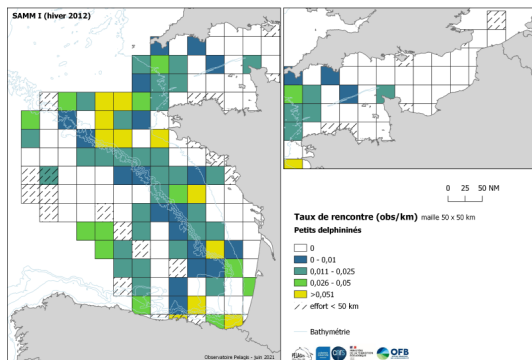 SAMM I (hiver 2012)
0 25 50 NM
Taux de rencontre (obs/km) maille 50 x 50 km
Petits delphininés
0
0 - 0,01
0,011 - 0,025
0,026 - 0,05
>0,051
effort < 50 km
Bathymétrie
Observatoire Pelagis - juin 2021
OFB